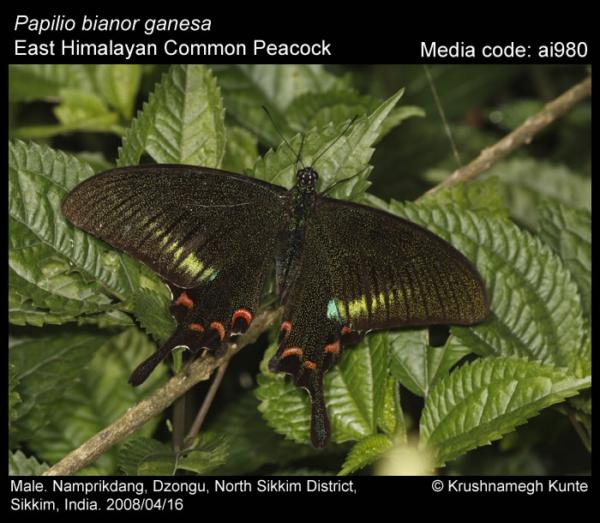 Papilio bianor ganesa
East Himalayan Common Peacock
Media code: ai980
Male. Namprikdang, Dzongu, North Sikkim District,
Sikkim, India. 2008/04/16
© Krushnamegh Kunte